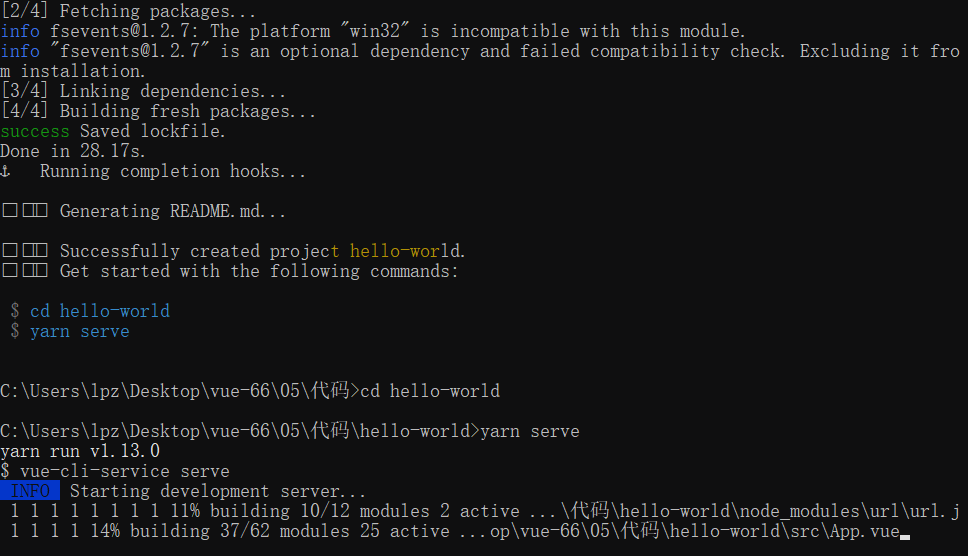 [2/4] Fetching packages...
info fsevents@1.2.7: The platform "win32" is incompatible with this module.
info "fsevents@1.2.7" is an optional dependency and failed compatibility check. Excluding it fro
m installation.
[3/4] Linking dependencies...
[4/4] Building fresh packages...
success Saved lockfile.
Done in 28.17s.
⚓  Running completion hooks...
Generating README.md...
Successfully created project hello-world.
Get started with the following commands:
$ cd hello-world
$ yarn serve
C:\Users\lpz\Desktop\vue-66\05\代码>cd hello-world
C:\Users\lpz\Desktop\vue-66\05\代码\hello-world>yarn serve
yarn run v1.13.0
$ vue-cli-service serve
INFO  Starting development server...
1 1 1 1 1 1 1 1 11% building 10/12 modules 2 active ...\代码\hello-world\node_modules\url\url.j
1 1 1 1 14% building 37/62 modules 25 active ...op\vue-66\05\代码\hello-world\src\App.vue